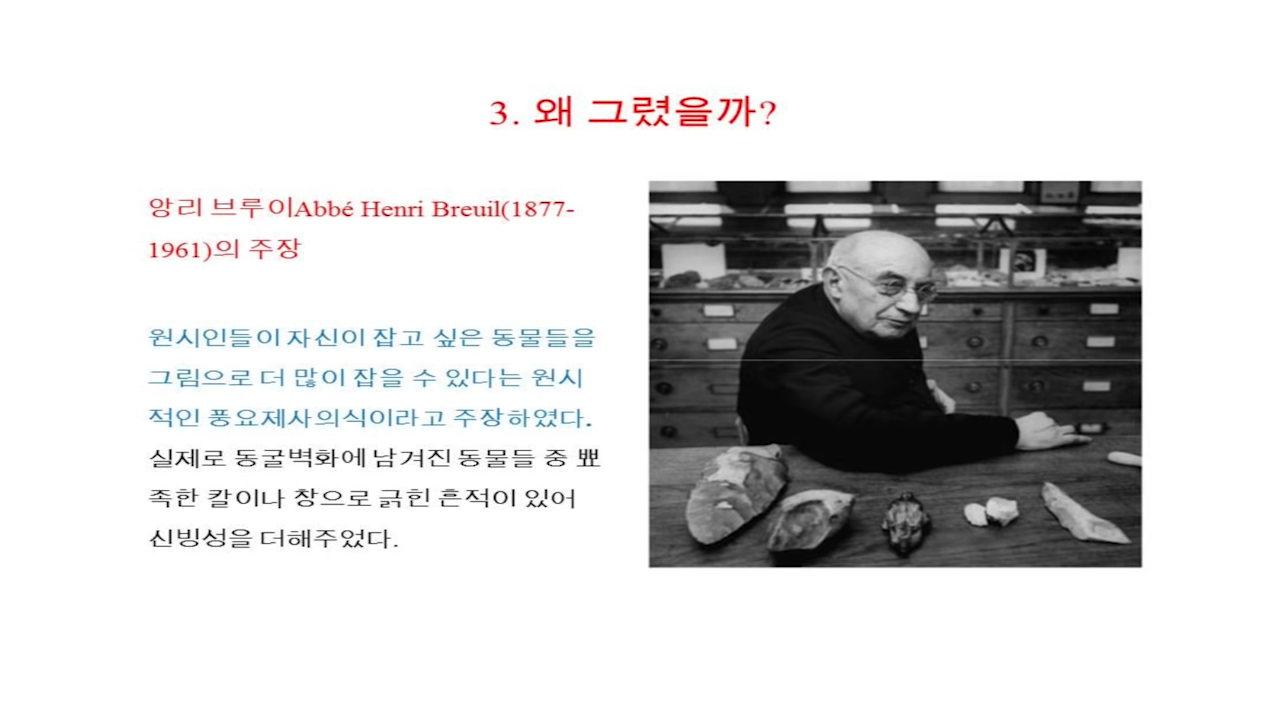 3. 왜 그렸을까?
앙리 브루이Abbé Henri Breuil(1877-
1961)의 주장
원시인들이 자신이 잡고 싶은 동물들을
그림으로 더 많이 잡을 수 있다는 원시
적인 풍요제사의식이라고 주장하였다.
실제로 동굴벽화에 남겨진 동물들 중 뾰
족한 칼이나 창으로 긁힌 흔적이 있어
신빙성을 더해주었다.